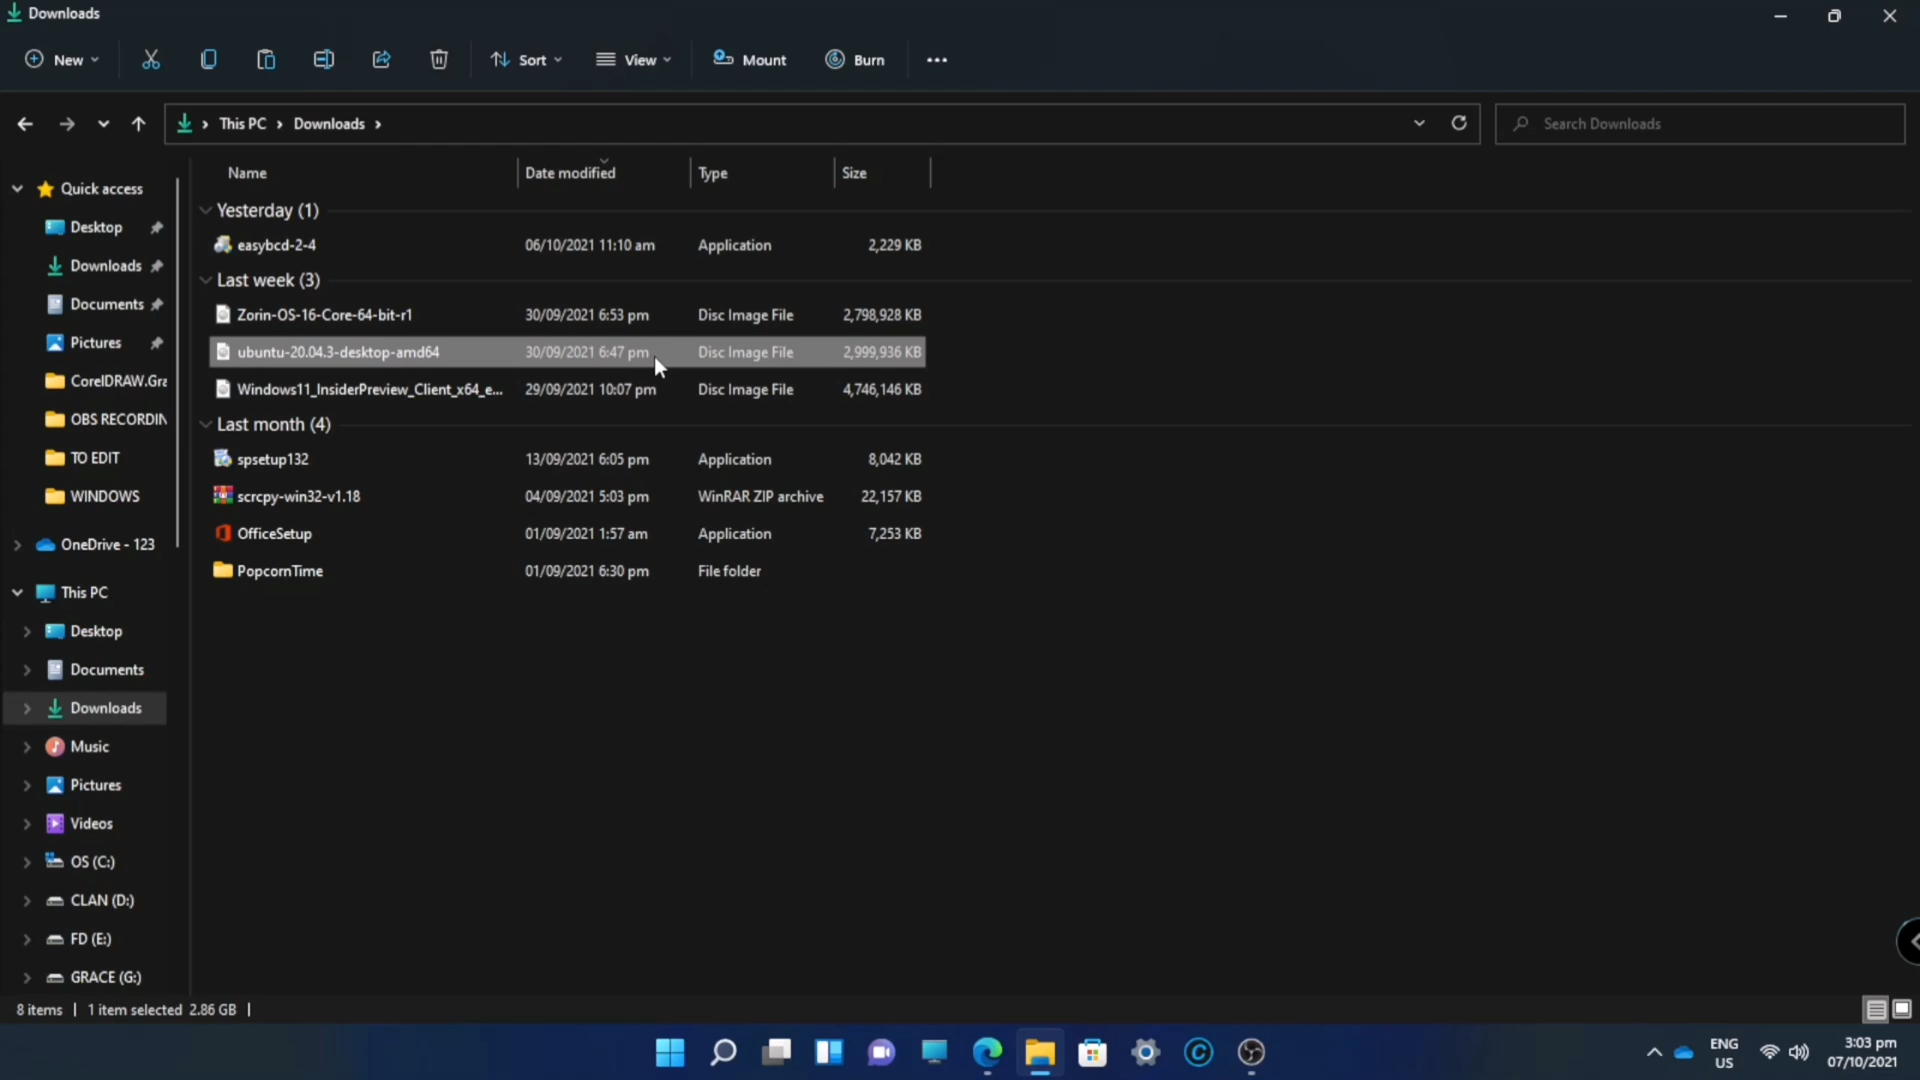 Downloads
New
Sort
View
Mount
Burn
This PC
Downloads
Search Downloads
Name
Date modified
Type
Size
Quick access
Desktop
Downloads
Documents
Pictures
CorelDRAW.Gra
OBS RECORDIN
TO EDIT
WINDOWS
OneDrive - 123
This PC
Desktop
Documents
Downloads
Music
Pictures
Videos
OS (C:)
CLAN (D:)
FD (E:)
GRACE (G:)
Yesterday (1)
easybcd-2-4 06/10/2021 11:10 am Application 2,229 KB
Last week (3)
Zorin-OS-16-Core-64-bit-r1 30/09/2021 6:53 pm Disc Image File 2,798,928 KB
ubuntu-20.04.3-desktop-amd64 30/09/2021 6:47 pm Disc Image File 2,999,936 KB
Windows11_InsiderPreview_Client_x64_e... 29/09/2021 10:07 pm Disc Image File 4,746,146 KB
Last month (4)
spsetup132 13/09/2021 6:05 pm Application 8,042 KB
scrcpy-win32-v1.18 04/09/2021 5:03 pm WinRAR ZIP archive 22,157 KB
OfficeSetup 01/09/2021 1:57 am Application 7,253 KB
PopcornTime 01/09/2021 6:30 pm File folder
8 items | 1 item selected 2.86 GB |
ENG
US
3:03 pm
07/10/2021